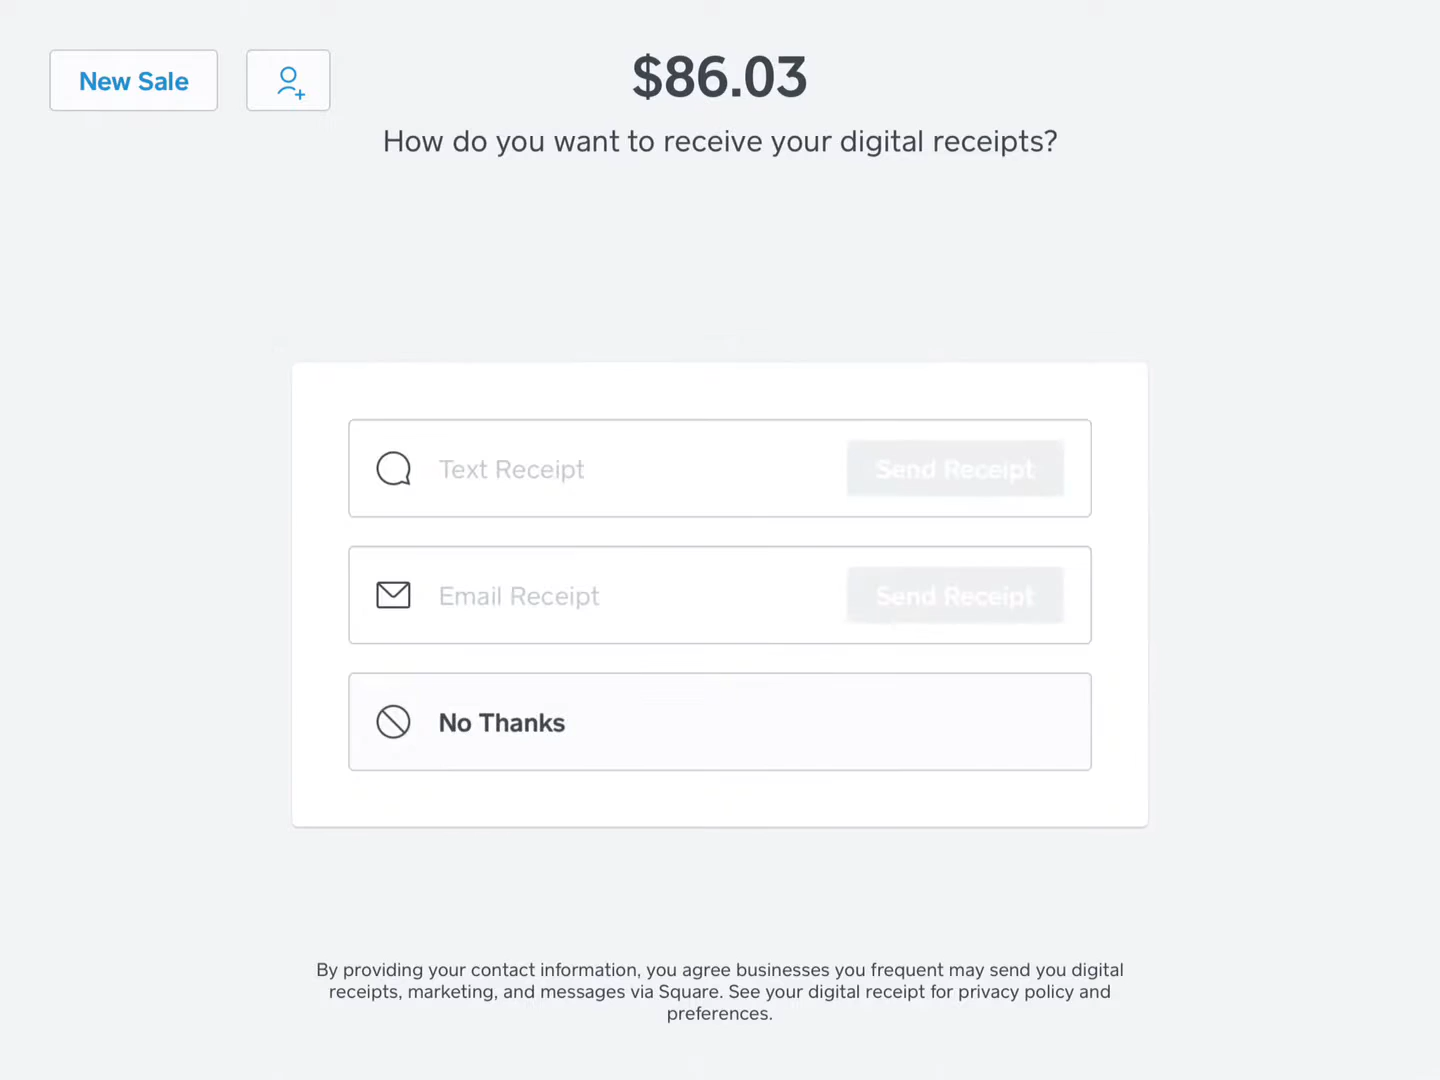 New Sale
$86.03
How do you want to receive your digital receipts?
Text Receipt
Send Receipt
Email Receipt
Send Receipt
No Thanks
By providing your contact information, you agree businesses you frequent may send you digital
receipts, marketing, and messages via Square. See your digital receipt for privacy policy and
preferences.